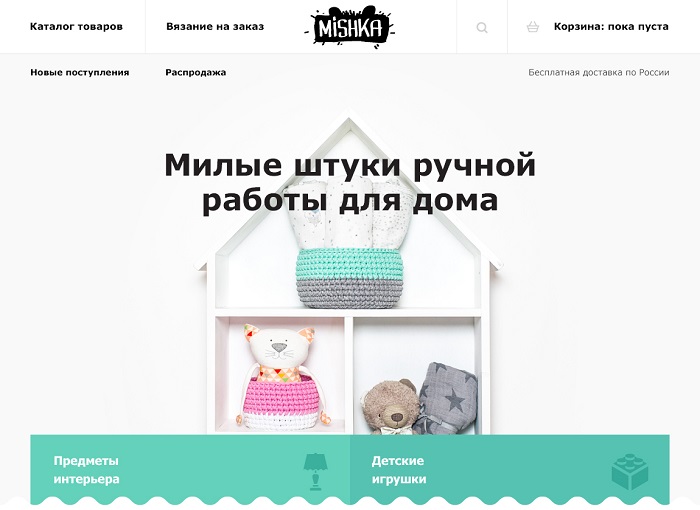 Каталог товаров
Вязание на заказ
MiSHKA
Корзина: пока пуста
Новые поступления
Распродажа
Бесплатная доставка по России
Милые штуки ручной
работы для дома
Предметы
интерьера
Детские
игрушки